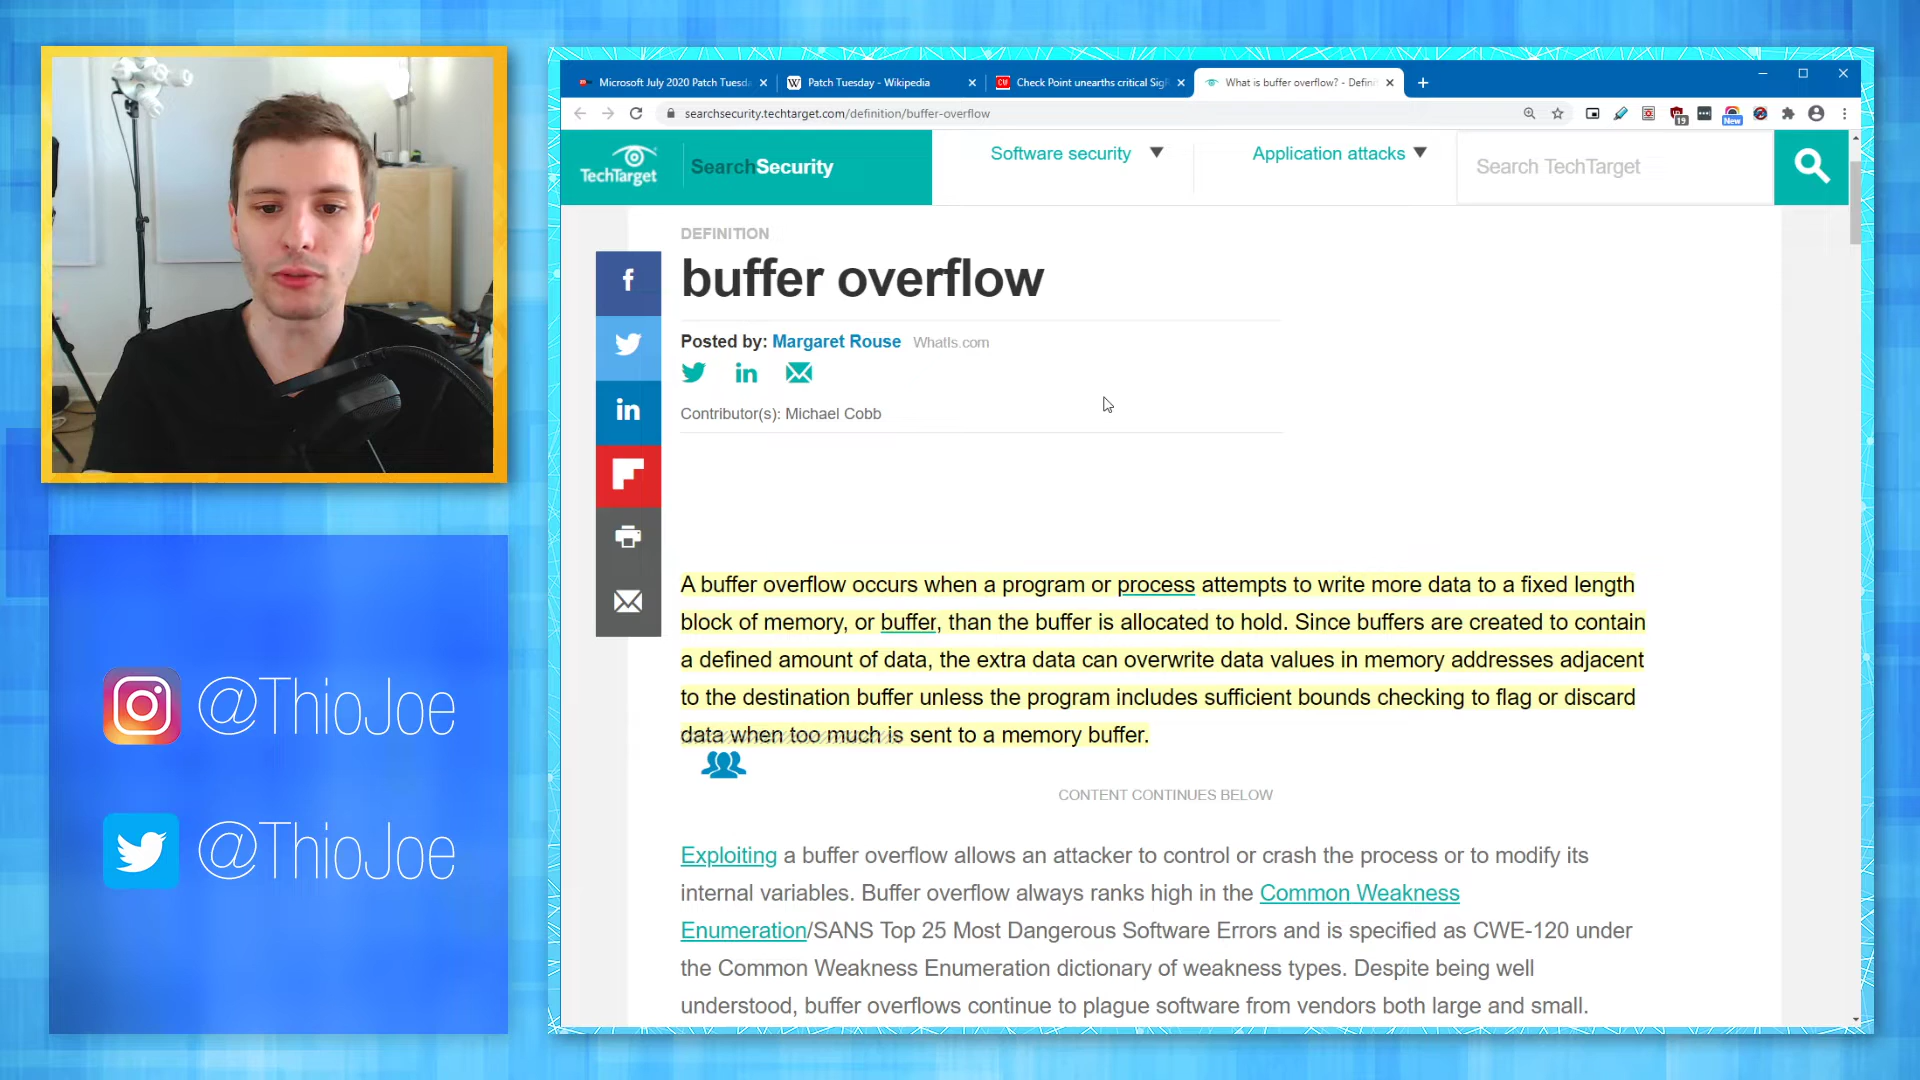 Microsoft July 2020 Patch Tuesda
Patch Tuesday - Wikipedia
CW
Check Point unearths critical SigR
What is buffer overflow? - Defini
searchsecurity.techtarget.com/definition/buffer-overflow
19
New
TechTarget
SearchSecurity
Software security
Application attacks
Search TechTarget
DEFINITION
buffer overflow
Posted by: Margaret Rouse WhatIs.com
Contributor(s): Michael Cobb
A buffer overflow occurs when a program or process attempts to write more data to a fixed length
block of memory, or buffer, than the buffer is allocated to hold. Since buffers are created to contain
a defined amount of data, the extra data can overwrite data values in memory addresses adjacent
to the destination buffer unless the program includes sufficient bounds checking to flag or discard
data when too much is sent to a memory buffer.
CONTENT CONTINUES BELOW
Exploiting a buffer overflow allows an attacker to control or crash the process or to modify its
internal variables. Buffer overflow always ranks high in the Common Weakness
Enumeration/SANS Top 25 Most Dangerous Software Errors and is specified as CWE-120 under
the Common Weakness Enumeration dictionary of weakness types. Despite being well
understood, buffer overflows continue to plague software from vendors both large and small.
@ThioJoe
@ThioJoe